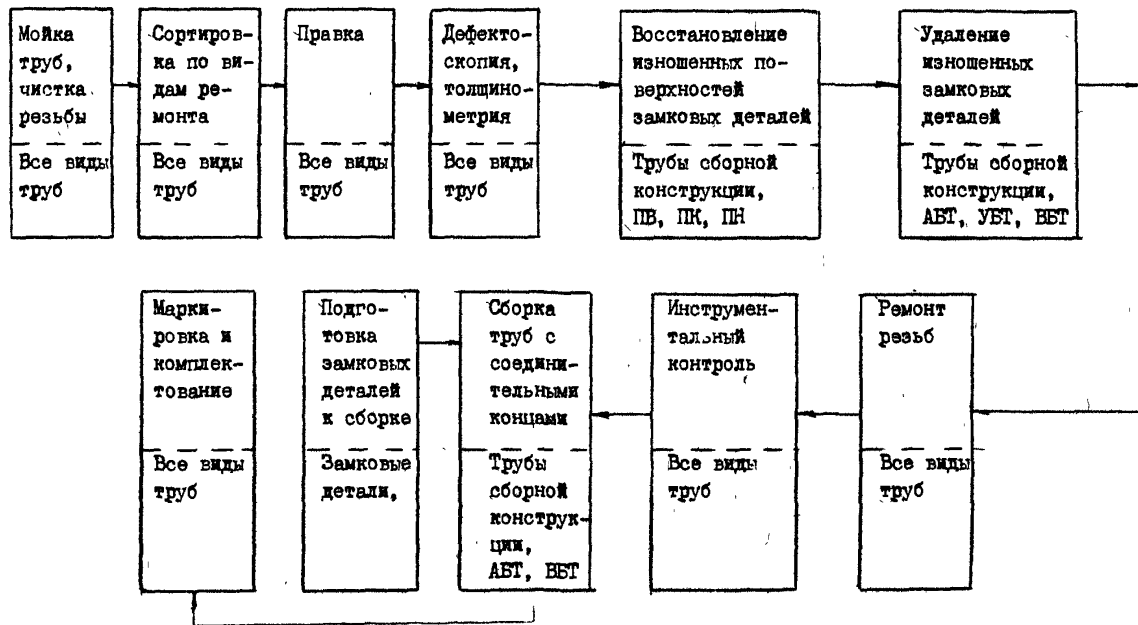 Мойка
труб,
чистка
резьбы
Все виды
труб
Сортиров-
ка по ви-
дам ре-
монта
Все виды
труб
Правка
Все виды
труб
Дефекто-
скопия,
толщино-
метрия
Все виды
труб
Восстановление
изношенных по-
верхностей
замковых деталей
Трубы сборной
конструкции,
ПВ, ПК, ПН
Удаление
изношенных
замковых
деталей
Трубы сборной
конструкции,
АБТ, УБТ, ВБТ
Марки-
ровка и
комплек-
тование
Все виды
труб
Подго-
товка
замковых
деталей
к сборке
Замковые
детали,
Сборка
труб с
соедини-
тельными
концами
Трубы
сборной
конструк-
ции,
АБТ, ВБТ
Инструмен-
тальный
контроль
Все виды
труб
Ремонт
резьб
Все виды
труб